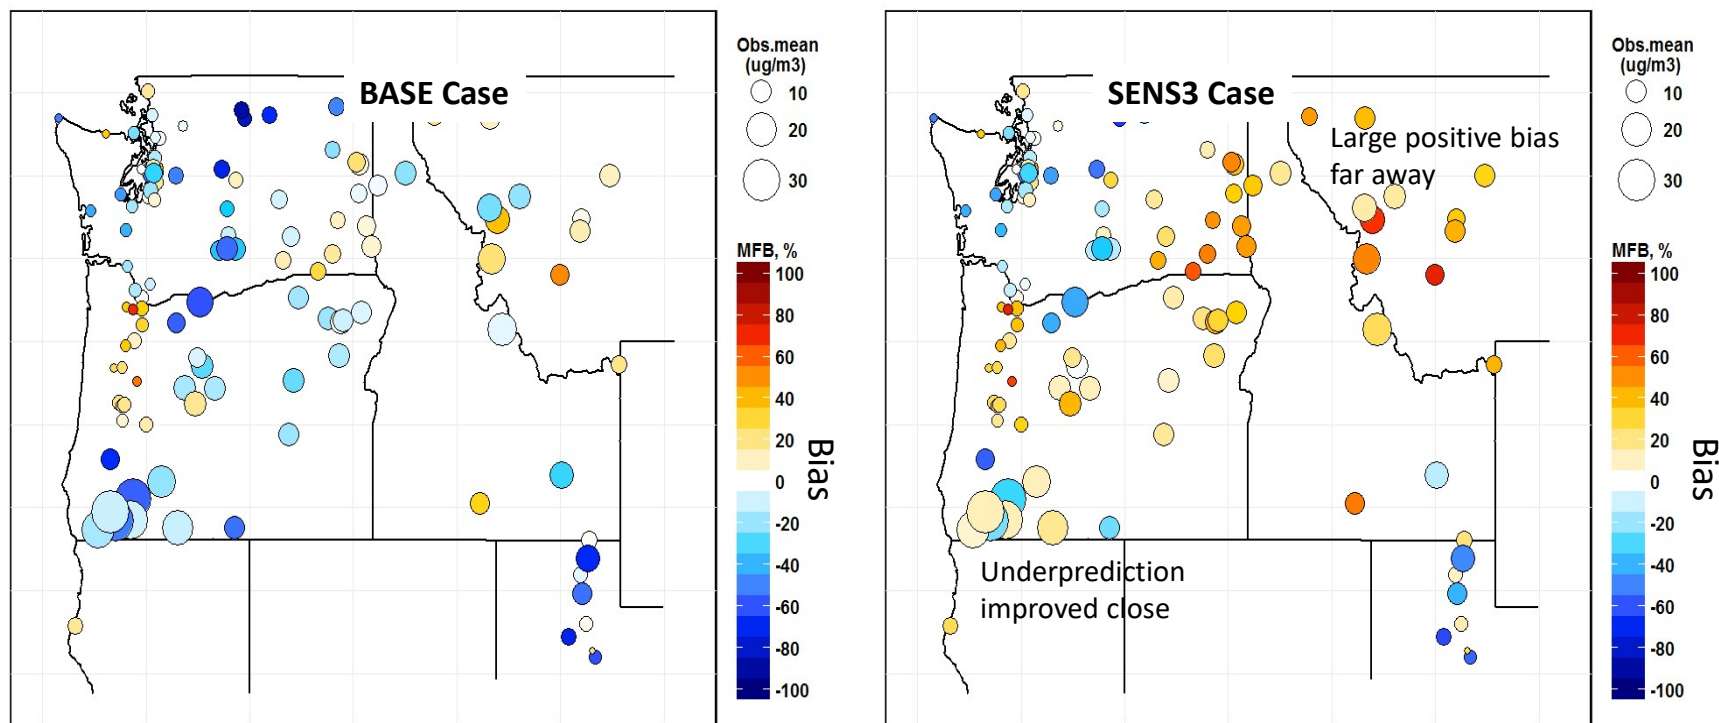 BASE Case
Obs.mean
(ug/m3)
10
20
30
MFB, %
100
80
60
40
20
0
-20
-40
-60
-80
-100
Bias
SENS3 Case
Large positive bias
far away
Underprediction
improved close
Obs.mean
(ug/m3)
10
20
30
MFB, %
100
80
60
40
20
0
-20
-40
-60
-80
-100
Bias